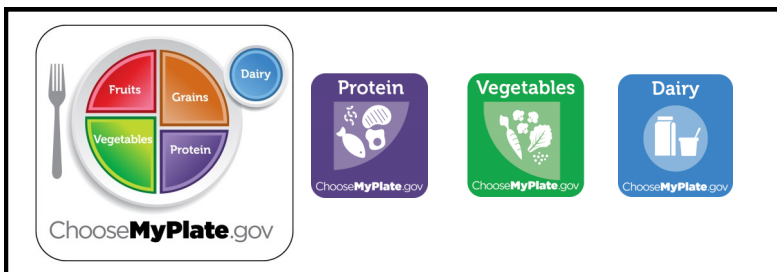 Fruits
Grains
Dairy
Vegetables
Protein
ChooseMyPlate.gov
Protein
ChooseMyPlate.gov
Vegetables
ChooseMyPlate.gov
Dairy
ChooseMyPlate.gov